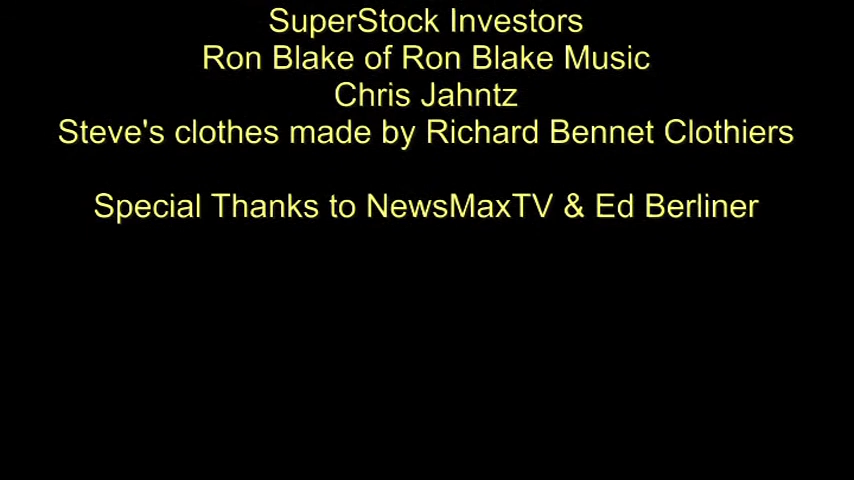 SuperStock Investors
Ron Blake of Ron Blake Music
Chris Jahntz
Steve's clothes made by Richard Bennet Clothiers
Special Thanks to NewsMaxTV & Ed Berliner